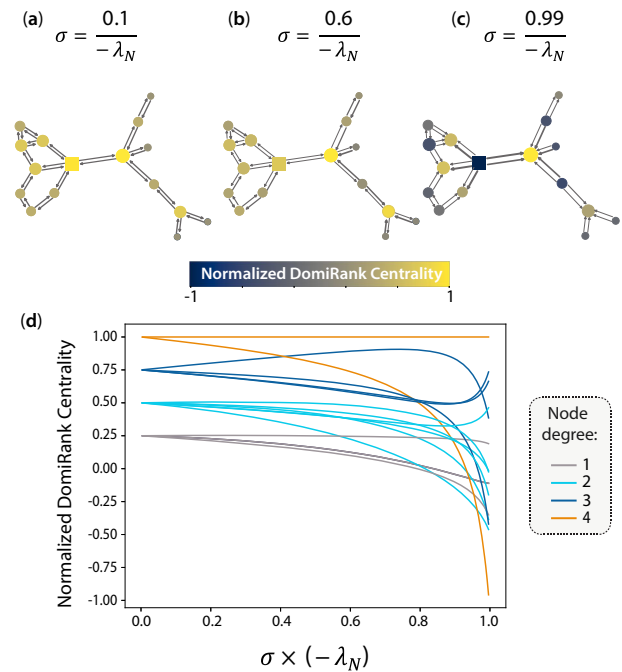 (a) σ = 0.1 / −λ_N
(b) σ = 0.6 / −λ_N
(c) σ = 0.99 / −λ_N
Normalized DomiRank Centrality
-1 1
(d)
Normalized DomiRank Centrality
1.00
0.75
0.50
0.25
0.00
-0.25
-0.50
-0.75
-1.00
0.0 0.2 0.4 0.6 0.8 1.0
σ × (−λ_N)
Node
degree:
1
2
3
4